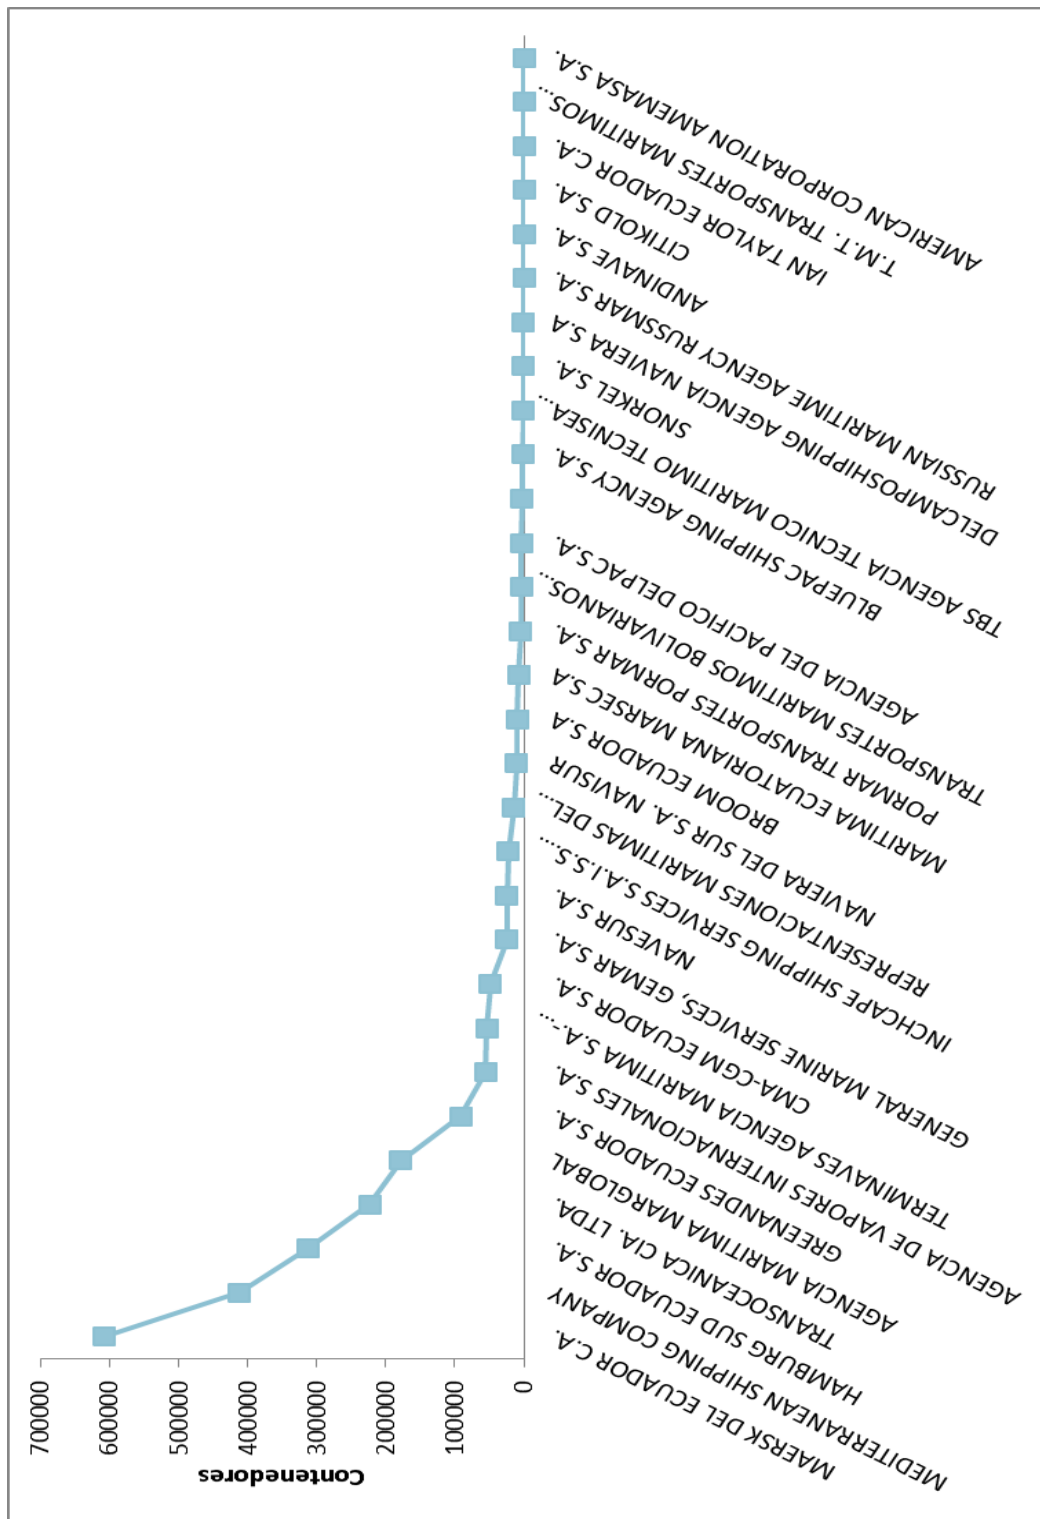 Contenedores
700000
600000
500000
400000
300000
200000
100000
0
MAERSK DEL ECUADOR C.A.
MEDITERRANEAN SHIPPING COMPANY
HAMBURG SUD ECUADOR S.A.
TRANSOCEANICA CIA. LTDA.
AGENCIA MARITIMA MARGLOBAL
GREENANDES ECUADOR S.A.
AGENCIA DE VAPORES INTERNACIONALES S.A.
TERMINAVES AGENCIA MARITIMA S.A.-...
CMA-CGM ECUADOR S.A.
GENERAL MARINE SERVICES, GEMAR S.A.
NAVESUR S.A.
INCHCAPE SHIPPING SERVICES S.A.I.S.S....
REPRESENTACIONES MARITIMAS DEL...
NAVIERA DEL SUR S.A. NAVISUR
BROOM ECUADOR S.A
MARITIMA ECUATORIANA MARSEC S.A
PORMAR TRANSPORTES PORMAR S.A.
TRANSPORTES MARITIMOS BOLIVARIANOS...
AGENCIA DEL PACIFICO DELPAC S.A.
BLUEPAC SHIPPING AGENCY S.A.
TBS AGENCIA TECNICO MARITIMO TECNISEA...
SNORKEL S.A.
DELCAMPOSHIPPING AGENCIA NAVIERA S.A
RUSSIAN MARITIME AGENCY RUSSMAR S.A.
ANDINAVE S.A.
CITIKOLD S.A.
IAN TAYLOR ECUADOR C.A.
T.M.T. TRANSPORTES MARITIMOS...
AMERICAN CORPORATION AMEMASA S.A.